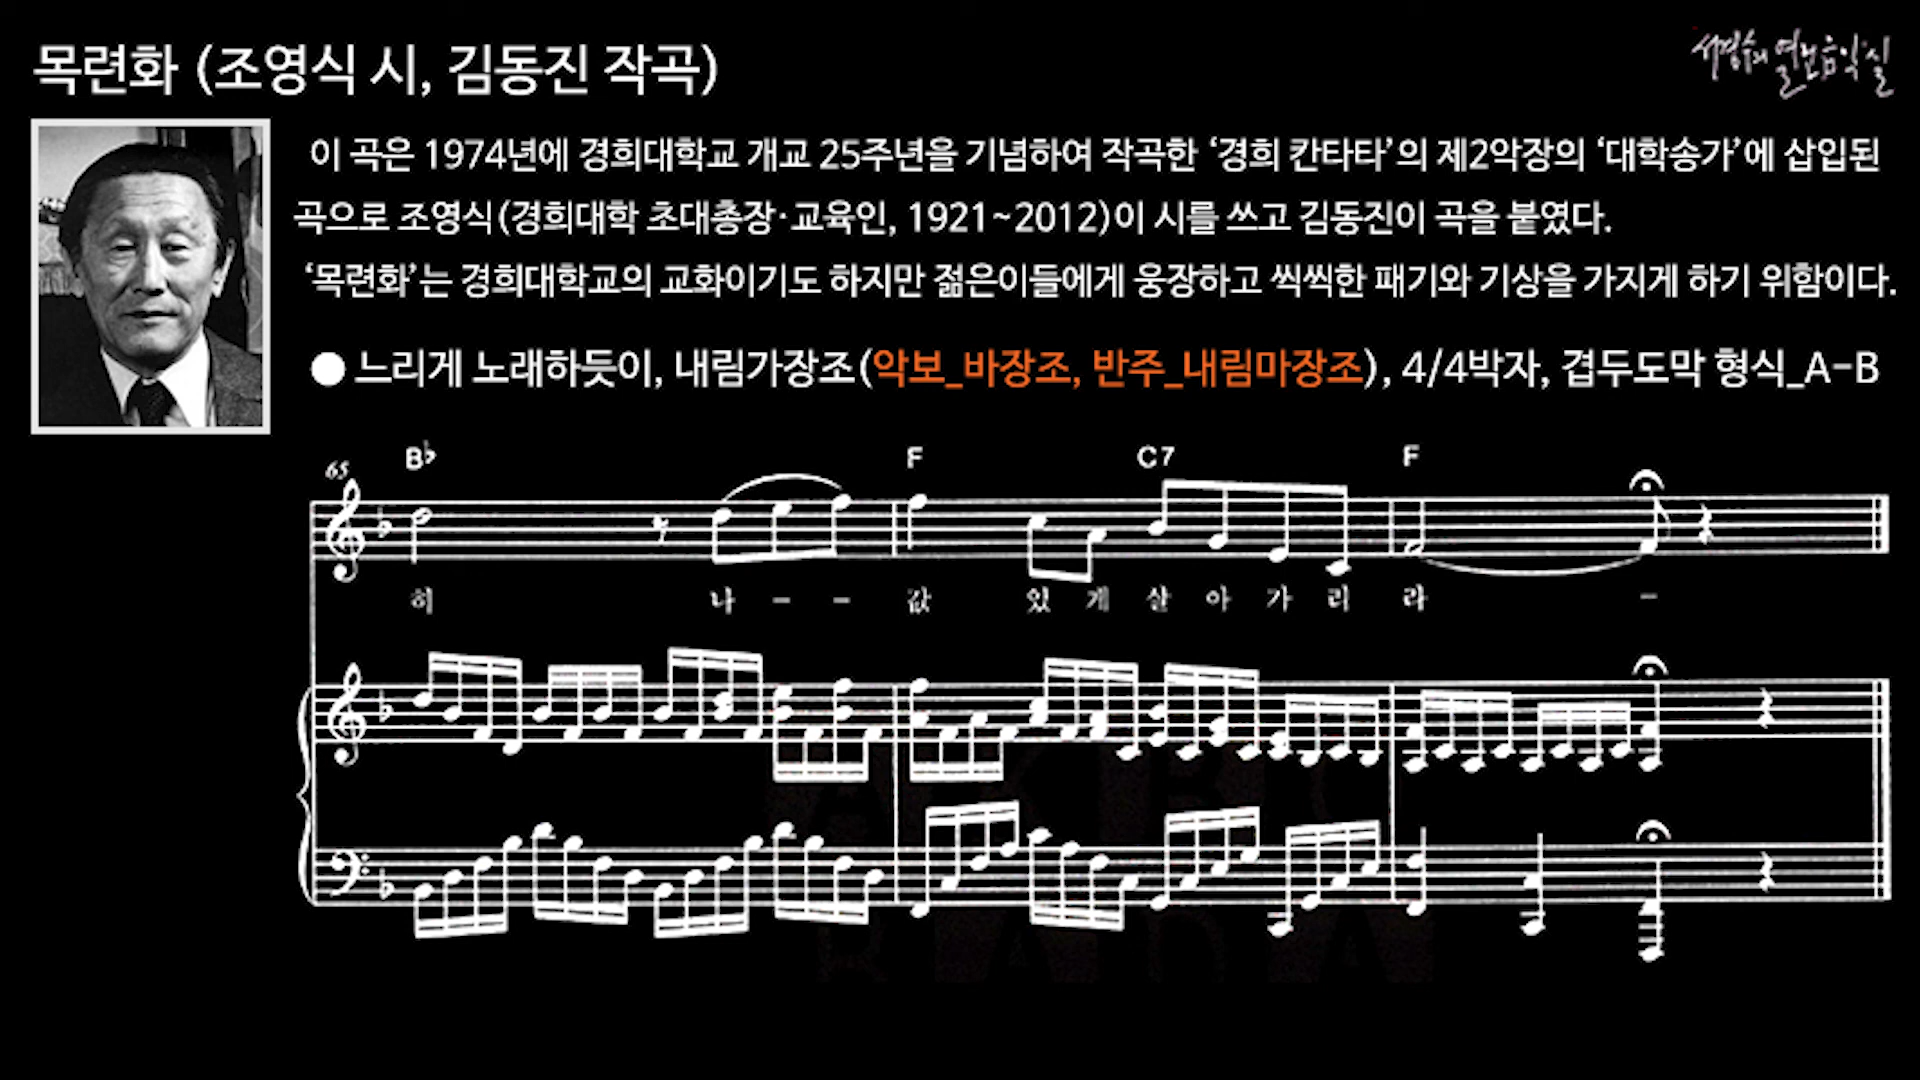 목련화 (조영식 시, 김동진 작곡)
서경수의 열린음악실
이 곡은 1974년에 경희대학교 개교 25주년을 기념하여 작곡한 ‘경희 칸타타’의 제2악장의 ‘대학송가’에 삽입된
곡으로 조영식(경희대학 초대총장·교육인, 1921~2012)이 시를 쓰고 김동진이 곡을 붙였다.
‘목련화’는 경희대학교의 교화이기도 하지만 젊은이들에게 웅장하고 씩씩한 패기와 기상을 가지게 하기 위함이다.
● 느리게 노래하듯이, 내림가장조(악보_바장조, 반주_내림마장조), 4/4박자, 겹두도막 형식_A-B
65 B♭ F C7 F
히 나 - - 값 있 게 살 아 가 리 라 -